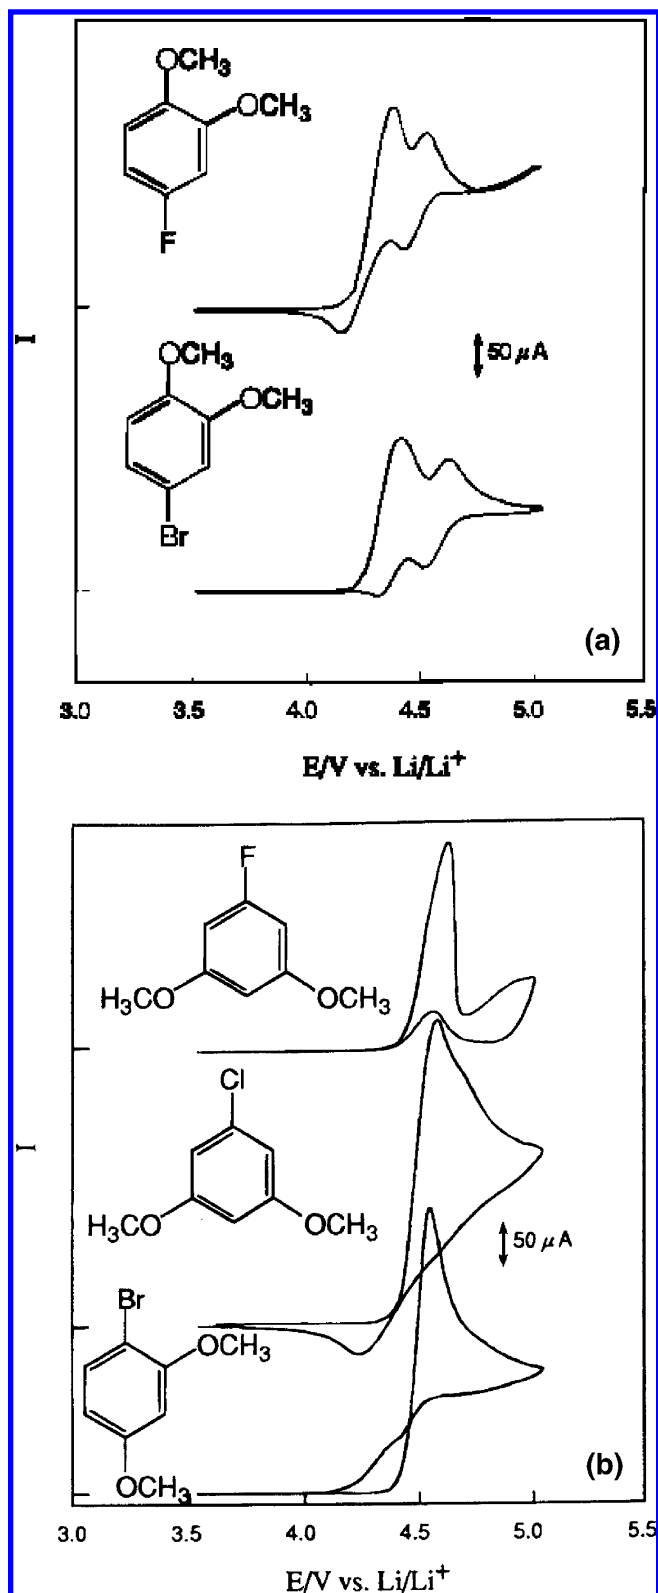 OCH₃
OCH₃
F
I
50 μA
OCH₃
OCH₃
Br
(a)
3.0 3.5 4.0 4.5 5.0 5.5
E/V vs. Li/Li⁺
F
H₃CO OCH₃
Cl
I
H₃CO OCH₃
50 μA
Br
OCH₃
OCH₃
(b)
3.0 3.5 4.0 4.5 5.0 5.5
E/V vs. Li/Li⁺